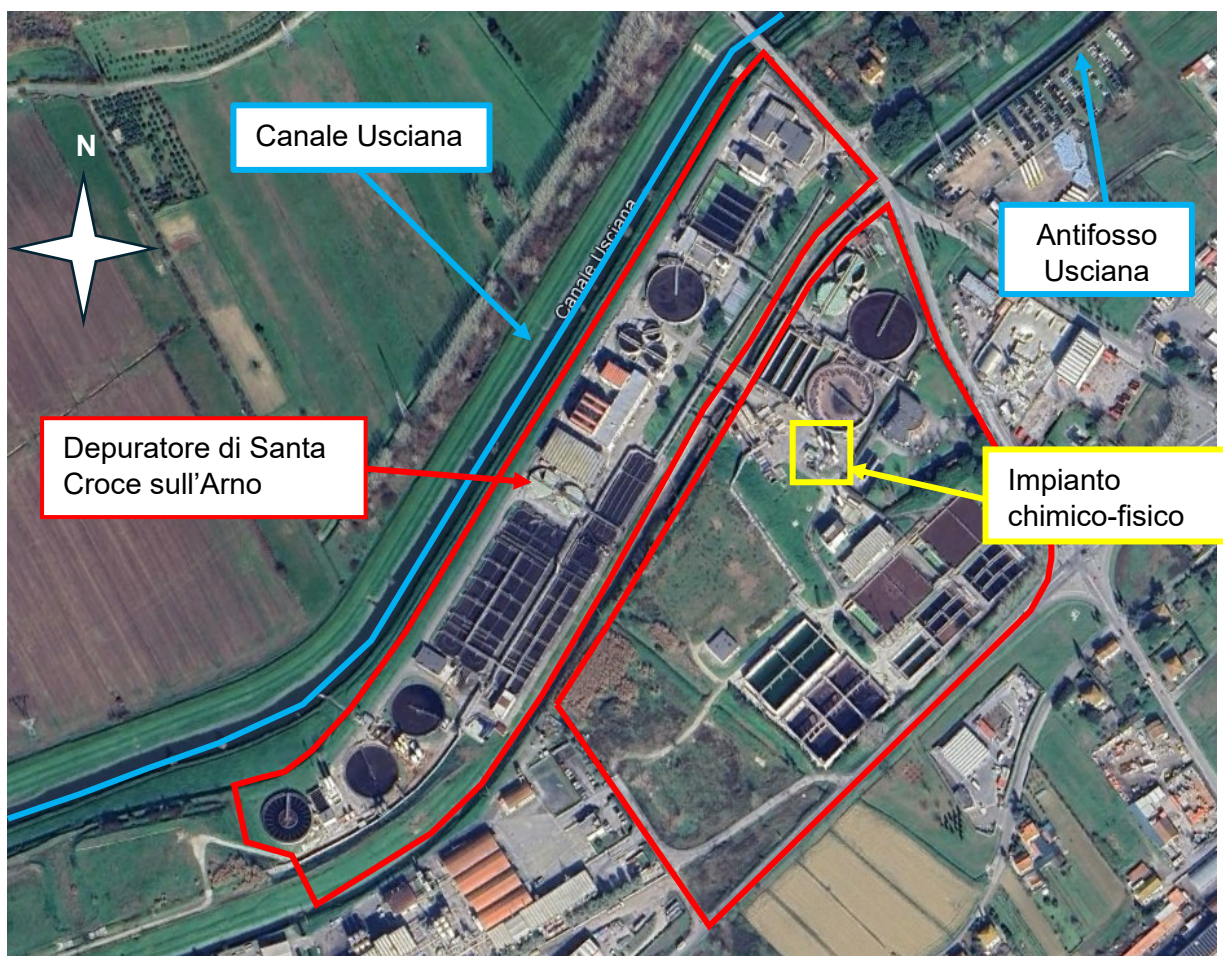 N
Canale Usciana
Canale Usciana
Antifosso
Usciana
Depuratore di Santa
Croce sull’Arno
Impianto
chimico-fisico